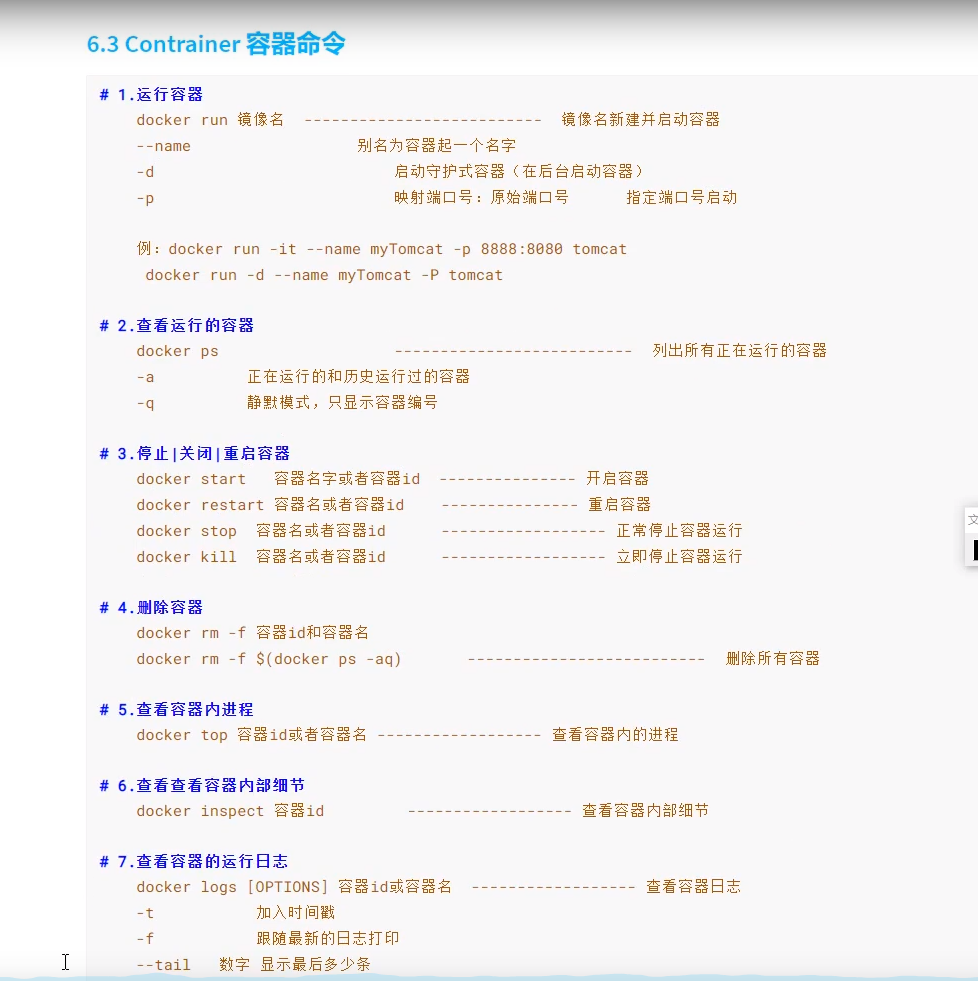 6.3 Contrainer 容器命令
# 1.运行容器
docker run 镜像名 -------------------------- 镜像名新建并启动容器
--name 别名为容器起一个名字
-d 启动守护式容器（在后台启动容器）
-p 映射端口号：原始端口号 指定端口号启动
例：docker run -it --name myTomcat -p 8888:8080 tomcat
docker run -d --name myTomcat -P tomcat
# 2.查看运行的容器
docker ps -------------------------- 列出所有正在运行的容器
-a 正在运行的和历史运行过的容器
-q 静默模式，只显示容器编号
# 3.停止|关闭|重启容器
docker start 容器名字或者容器id --------------- 开启容器
docker restart 容器名或者容器id --------------- 重启容器
docker stop 容器名或者容器id ------------------ 正常停止容器运行
docker kill 容器名或者容器id ------------------ 立即停止容器运行
# 4.删除容器
docker rm -f 容器id和容器名
docker rm -f $(docker ps -aq) -------------------------- 删除所有容器
# 5.查看容器内进程
docker top 容器id或者容器名 ------------------ 查看容器内的进程
# 6.查看查看容器内部细节
docker inspect 容器id ------------------ 查看容器内部细节
# 7.查看容器的运行日志
docker logs [OPTIONS] 容器id或容器名 ------------------ 查看容器日志
-t 加入时间戳
-f 跟随最新的日志打印
--tail 数字 显示最后多少条